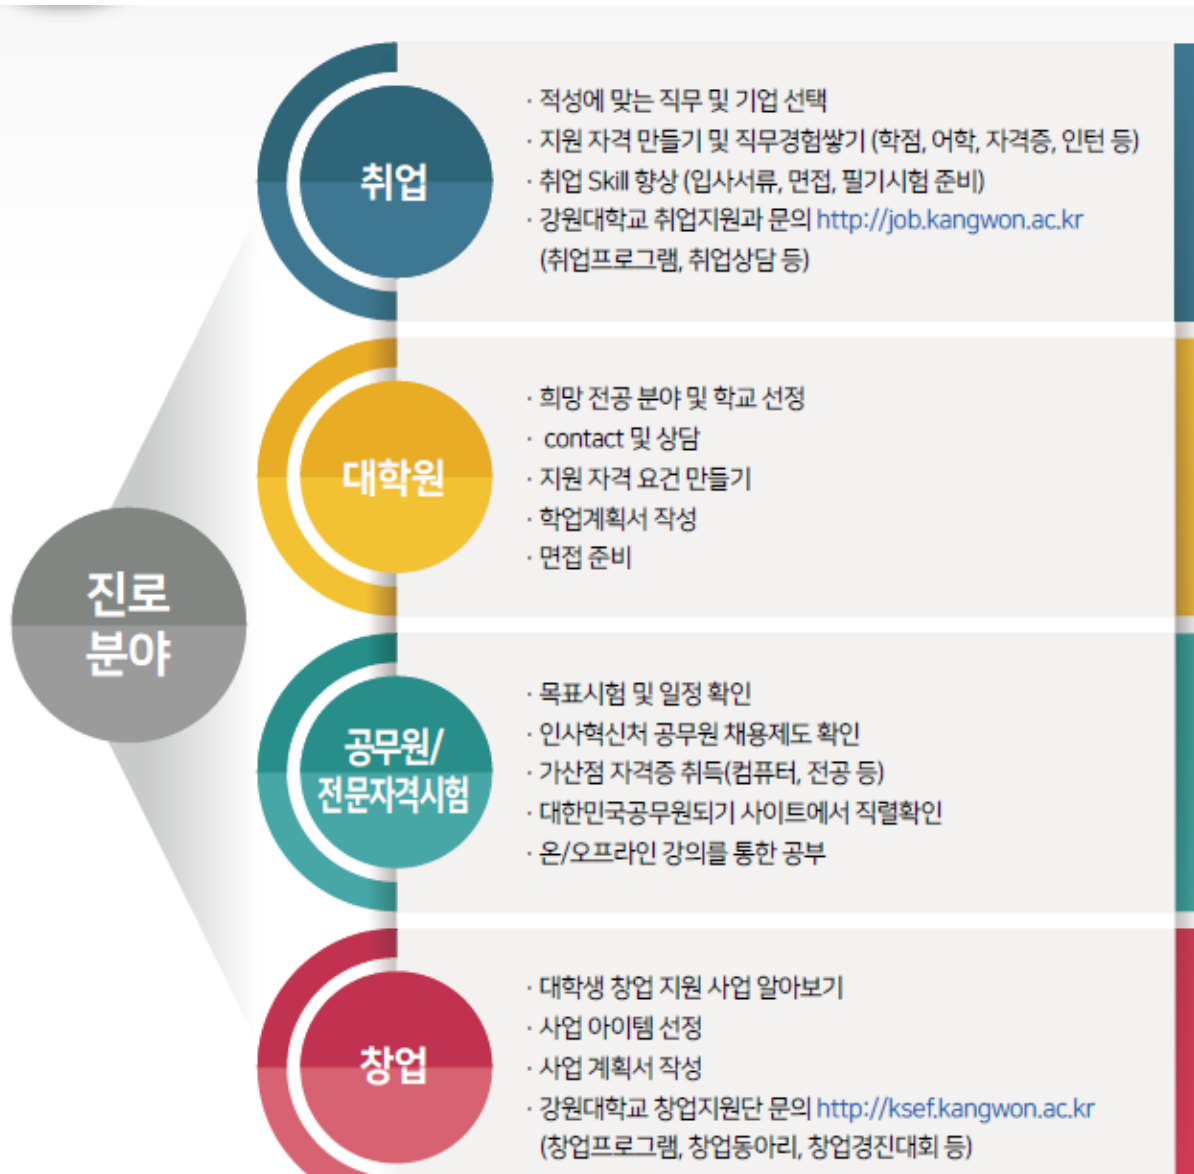 진로
분야
취업
· 적성에 맞는 직무 및 기업 선택
· 지원 자격 만들기 및 직무경험쌓기 (학점, 어학, 자격증, 인턴 등)
· 취업 Skill 향상 (입사서류, 면접, 필기시험 준비)
· 강원대학교 취업지원과 문의 http://job.kangwon.ac.kr
(취업프로그램, 취업상담 등)
대학원
· 희망 전공 분야 및 학교 선정
· contact 및 상담
· 지원 자격 요건 만들기
· 학업계획서 작성
· 면접 준비
공무원/
전문자격시험
· 목표시험 및 일정 확인
· 인사혁신처 공무원 채용제도 확인
· 가산점 자격증 취득(컴퓨터, 전공 등)
· 대한민국공무원되기 사이트에서 직렬확인
· 온/오프라인 강의를 통한 공부
창업
· 대학생 창업 지원 사업 알아보기
· 사업 아이템 선정
· 사업 계획서 작성
· 강원대학교 창업지원단 문의 http://ksef.kangwon.ac.kr
(창업프로그램, 창업동아리, 창업경진대회 등)